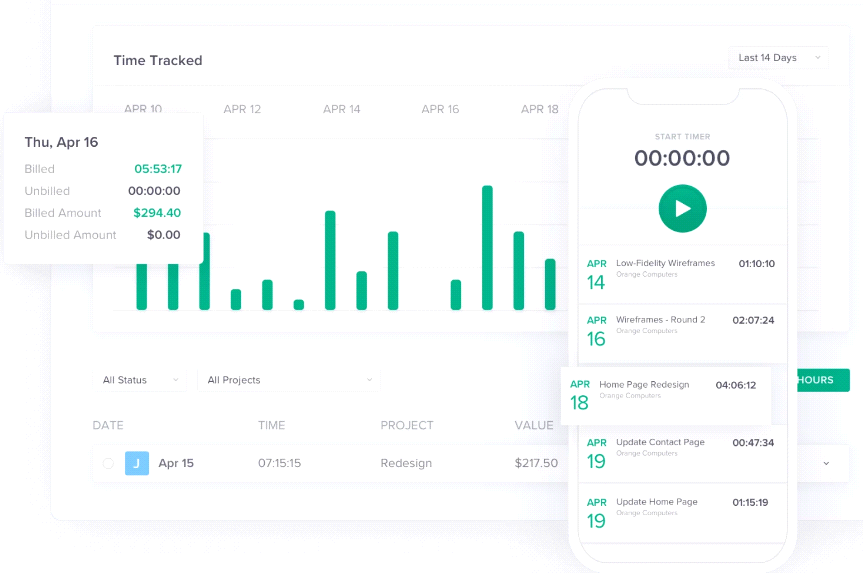 Time Tracked
Last 14 Days
APR 10 APR 12 APR 14 APR 16 APR 18
Thu, Apr 16
Billed 05:53:17
Unbilled 00:00:00
Billed Amount $294.40
Unbilled Amount $0.00
All Status
All Projects
HOURS
DATE TIME PROJECT VALUE
J Apr 15 07:15:15 Redesign $217.50
START TIMER
00:00:00
APR 14 Low-Fidelity Wireframes 01:10:10
Orange Computers
APR 16 Wireframes - Round 2 02:07:24
Orange Computers
APR 18 Home Page Redesign 04:06:12
Orange Computers
APR 19 Update Contact Page 00:47:34
Orange Computers
APR 19 Update Home Page 01:15:19
Orange Computers